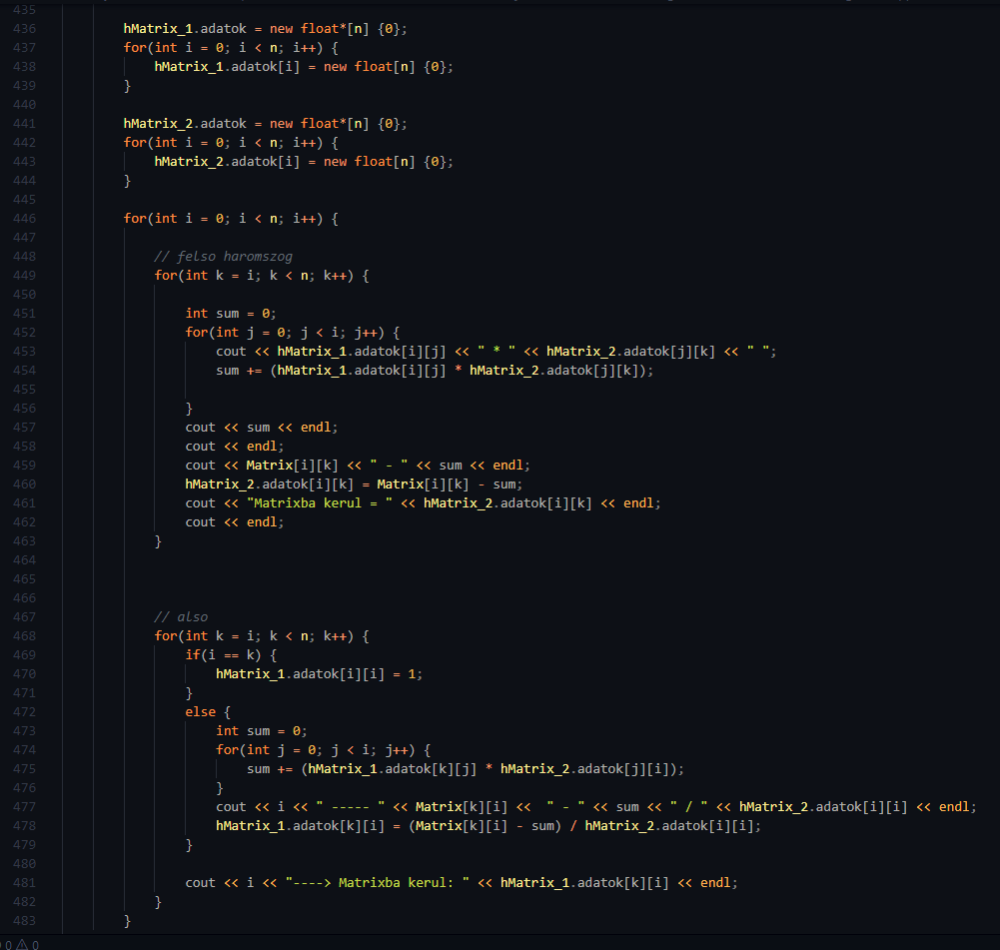 435
436 hMatrix_1.adatok = new float*[n] {0};
437 for(int i = 0; i < n; i++) {
438 hMatrix_1.adatok[i] = new float[n] {0};
439 }
440
441 hMatrix_2.adatok = new float*[n] {0};
442 for(int i = 0; i < n; i++) {
443 hMatrix_2.adatok[i] = new float[n] {0};
444 }
445
446 for(int i = 0; i < n; i++) {
447
448 // felso haromszog
449 for(int k = i; k < n; k++) {
450
451 int sum = 0;
452 for(int j = 0; j < i; j++) {
453 cout << hMatrix_1.adatok[i][j] << " * " << hMatrix_2.adatok[j][k] << " ";
454 sum += (hMatrix_1.adatok[i][j] * hMatrix_2.adatok[j][k]);
455
456 }
457 cout << sum << endl;
458 cout << endl;
459 cout << Matrix[i][k] << " - " << sum << endl;
460 hMatrix_2.adatok[i][k] = Matrix[i][k] - sum;
461 cout << "Matrixba kerul = " << hMatrix_2.adatok[i][k] << endl;
462 cout << endl;
463 }
464
465
466
467 // also
468 for(int k = i; k < n; k++) {
469 if(i == k) {
470 hMatrix_1.adatok[i][i] = 1;
471 }
472 else {
473 int sum = 0;
474 for(int j = 0; j < i; j++) {
475 sum += (hMatrix_1.adatok[k][j] * hMatrix_2.adatok[j][i]);
476 }
477 cout << i << " ----- " << Matrix[k][i] <<  " - " << sum << " / " << hMatrix_2.adatok[i][i] << endl;
478 hMatrix_1.adatok[k][i] = (Matrix[k][i] - sum) / hMatrix_2.adatok[i][i];
479 }
480
481 cout << i << "----> Matrixba kerul: " << hMatrix_1.adatok[k][i] << endl;
482 }
483 }
0 0